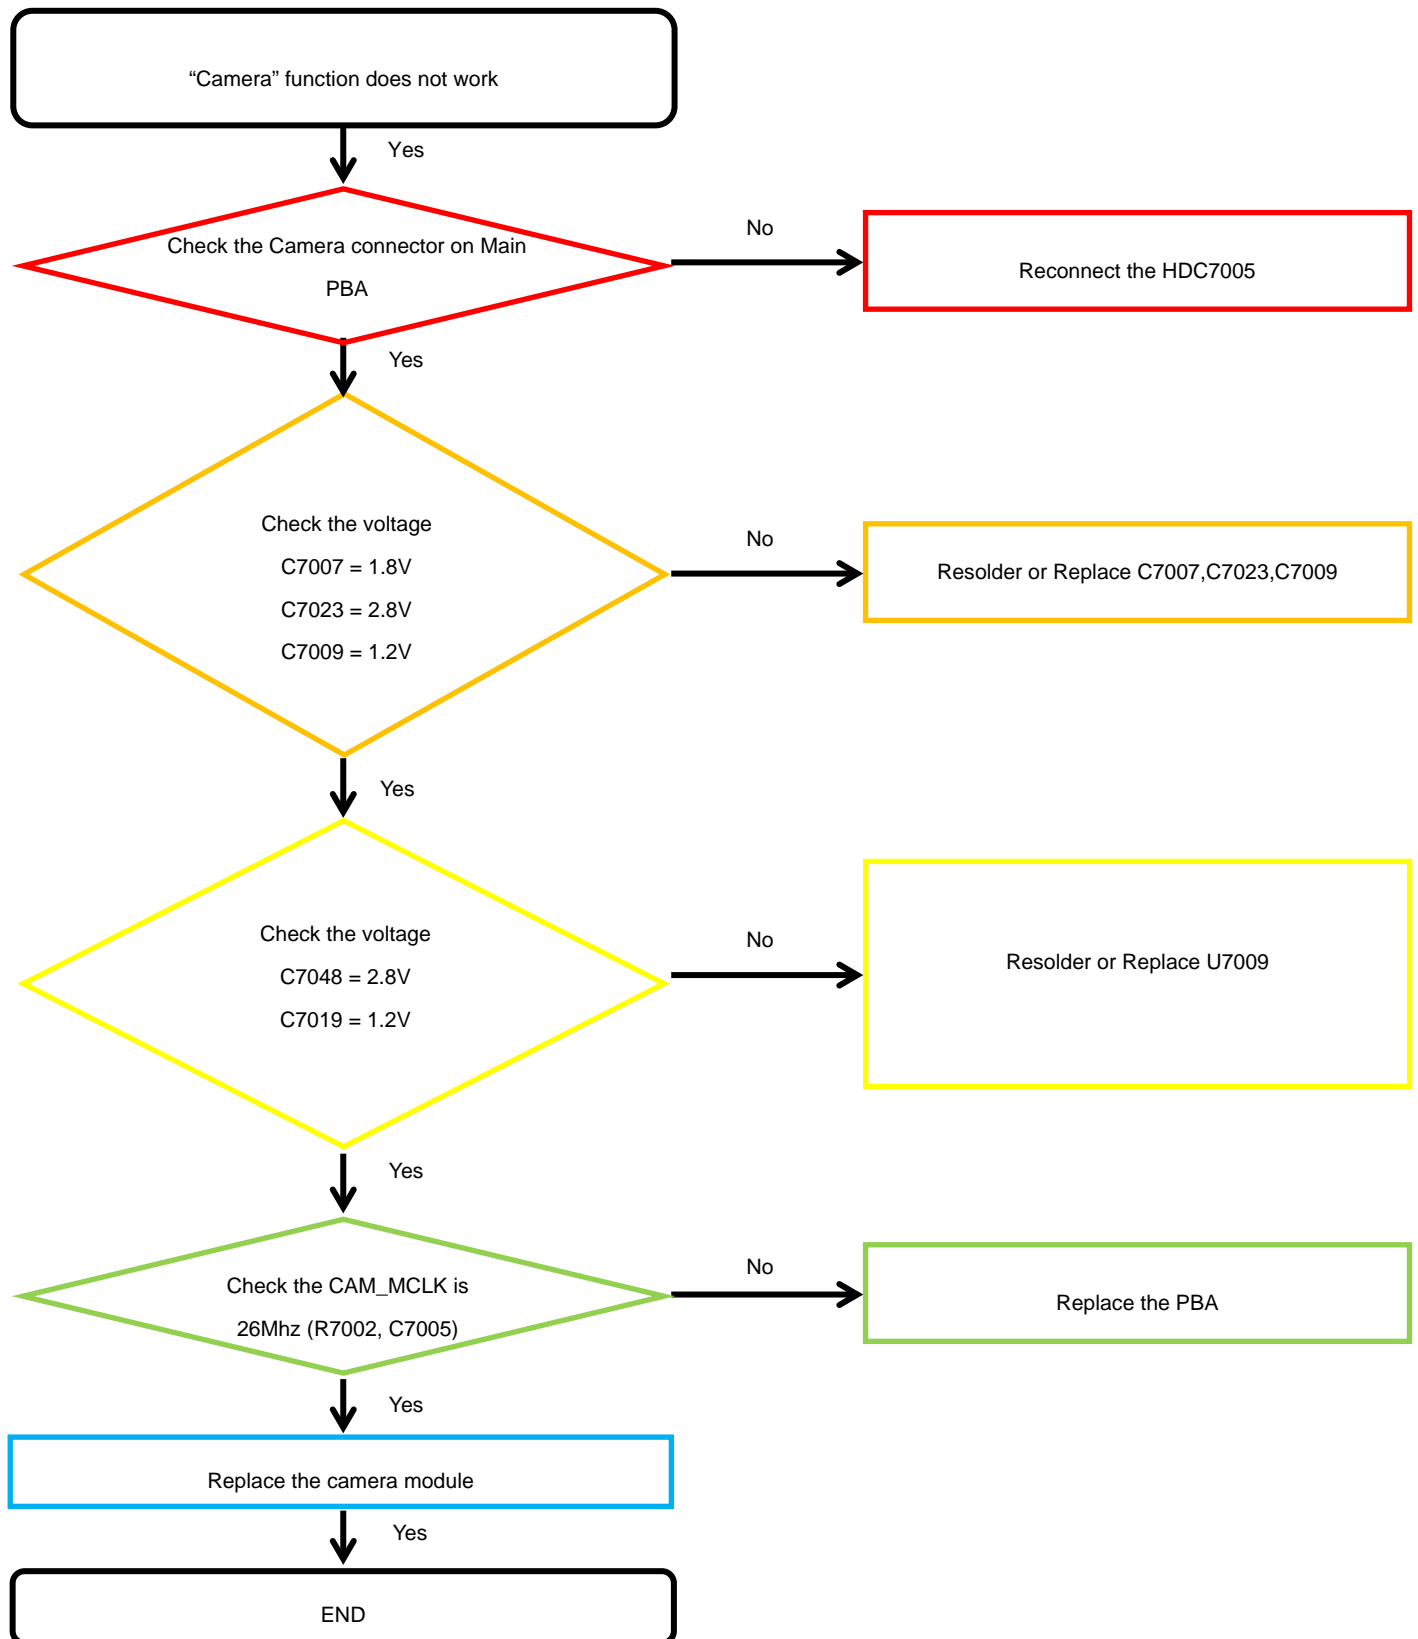 “Camera” function does not work
Yes
Check the Camera connector on Main
PBA
No
Reconnect the HDC7005
Yes
Check the voltage
C7007 = 1.8V
C7023 = 2.8V
C7009 = 1.2V
No
Resolder or Replace C7007,C7023,C7009
Yes
Check the voltage
C7048 = 2.8V
C7019 = 1.2V
No
Resolder or Replace U7009
Yes
Check the CAM_MCLK is
26Mhz (R7002, C7005)
No
Replace the PBA
Yes
Replace the camera module
Yes
END